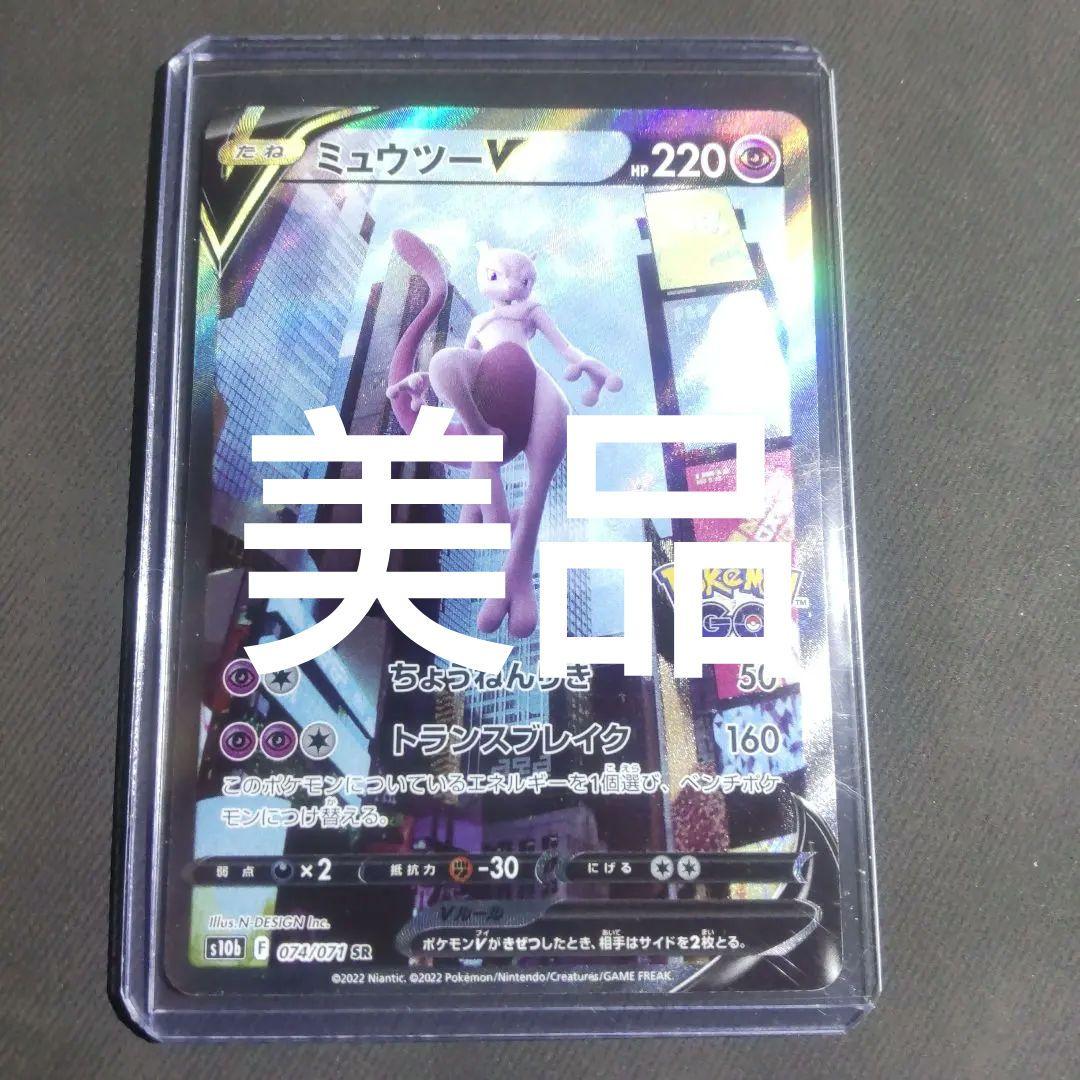 たね ミュウツーV HP 220
美品
Pokémon GO™
ちょうねんりき 50
トランスブレイク 160
このポケモンについているエネルギーを1個選び、ベンチポケ
モンにつけ替える。
弱点 ×2 抵抗力 -30 にげる
Vルール
ポケモンVがきぜつしたとき、相手はサイドを2枚とる。
Illus. N-DESIGN Inc.
s10b F 074/071 SR
©2022 Niantic. ©2022 Pokémon/Nintendo/Creatures/GAME FREAK.